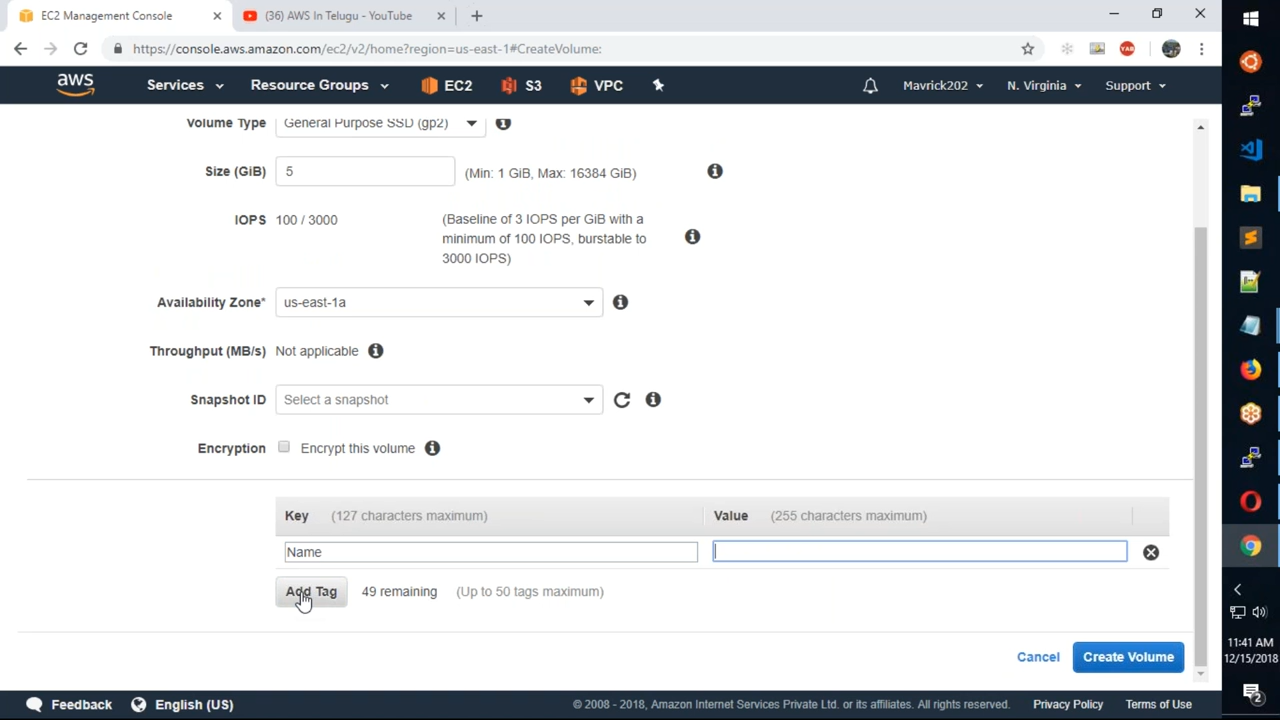 EC2 Management Console
(36) AWS In Telugu - YouTube
https://console.aws.amazon.com/ec2/v2/home?region=us-east-1#CreateVolume:
YAB
aws
Services
Resource Groups
EC2
S3
VPC
Mavrick202
N. Virginia
Support
Volume Type
General Purpose SSD (gp2)
Size (GiB)
5
(Min: 1 GiB, Max: 16384 GiB)
IOPS
100 / 3000
(Baseline of 3 IOPS per GiB with a
minimum of 100 IOPS, burstable to
3000 IOPS)
Availability Zone*
us-east-1a
Throughput (MB/s)
Not applicable
Snapshot ID
Select a snapshot
Encryption
Encrypt this volume
Key (127 characters maximum)
Value (255 characters maximum)
Name
Add Tag
49 remaining
(Up to 50 tags maximum)
Cancel
Create Volume
Feedback
English (US)
© 2008 - 2018, Amazon Internet Services Private Ltd. or its affiliates. All rights reserved.
Privacy Policy
Terms of Use
11:41 AM
12/15/2018
2